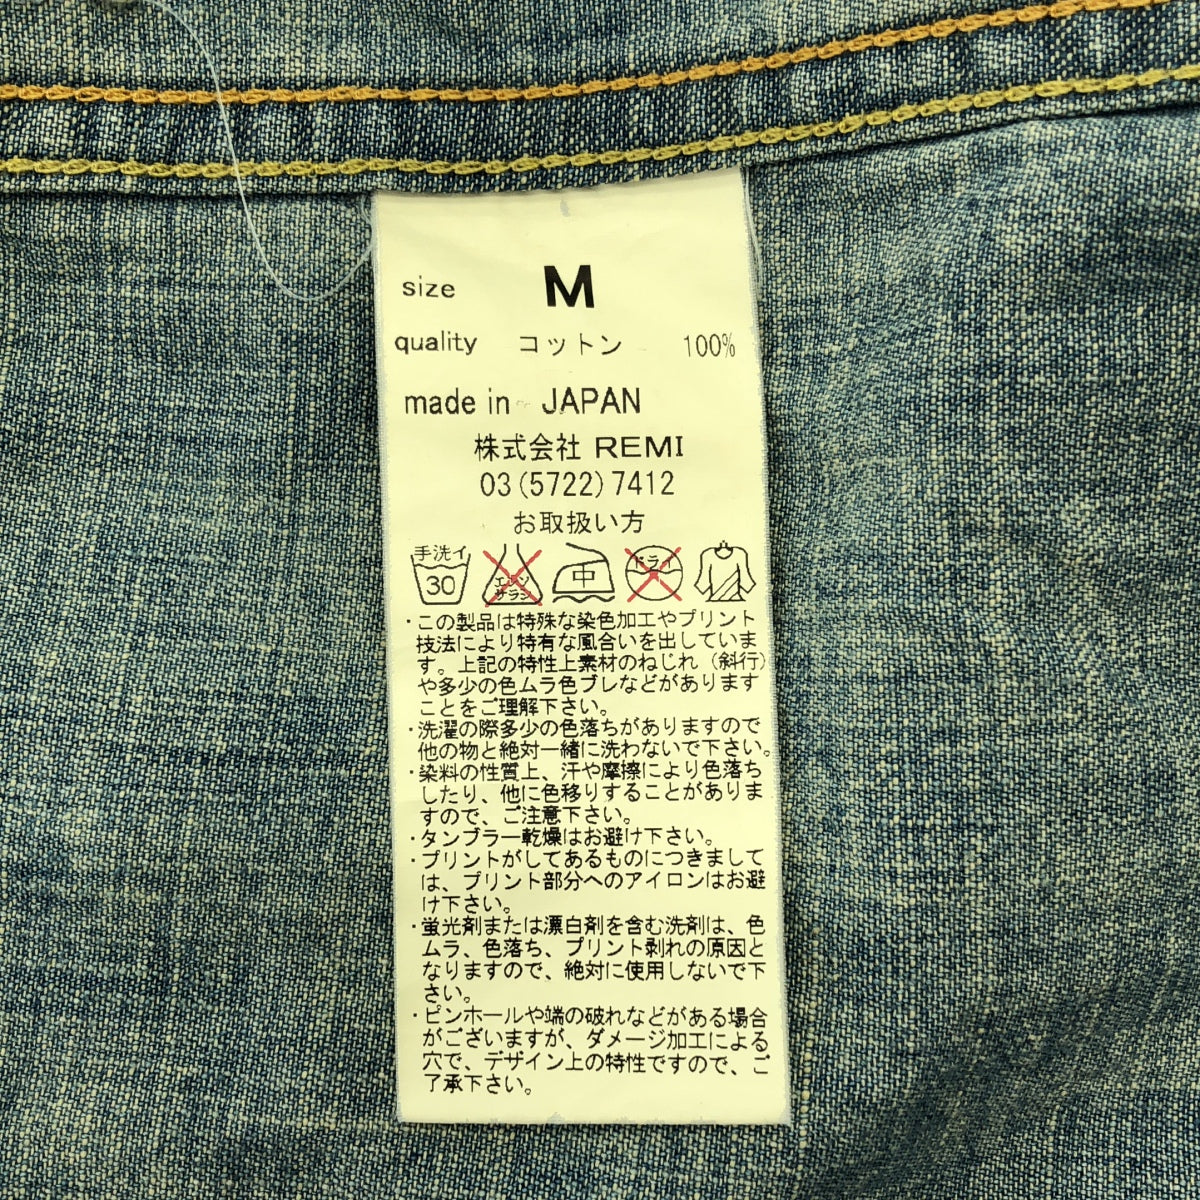 size M
quality コットン 100%
made in JAPAN
株式会社 REMI
03(5722)7412
お取扱い方
手洗イ 30 エンソ サラシ 中 ドライ
・この製品は特殊な染色加工やプリント
技法により特有な風合いを出していま
す。上記の特性上素材のねじれ（斜行）
や多少の色ムラ色ブレなどがあります
ことをご理解下さい。
・洗濯の際多少の色落ちがありますので
他の物と絶対一緒に洗わないで下さい。
・染料の性質上、汗や摩擦により色落ち
したり、他に色移りすることがありま
すので、ご注意下さい。
・タンブラー乾燥はお避け下さい。
・プリントがしてあるものにつきまして
は、プリント部分へのアイロンはお避
け下さい。
・蛍光剤または漂白剤を含む洗剤は、色
ムラ、色落ち、プリント剥れの原因と
なりますので、絶対に使用しないで下
さい。
・ピンホールや端の破れなどがある場合
がございますが、ダメージ加工による
穴で、デザイン上の特性ですので、ご
了承下さい。